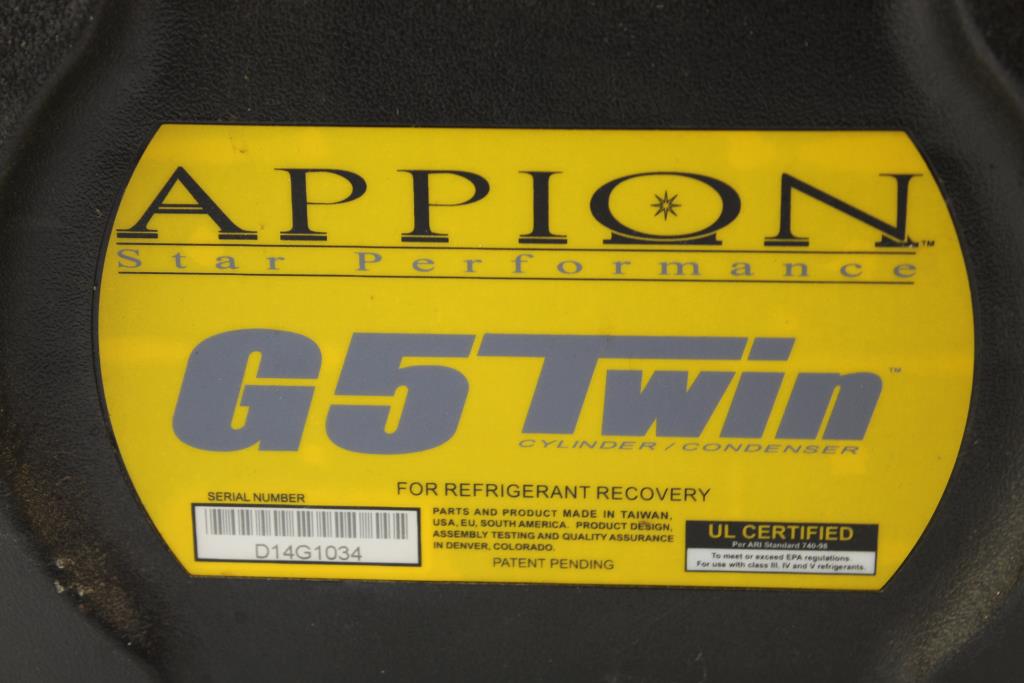 APPION™
Star Performance
G5Twin™
CYLINDER / CONDENSER
FOR REFRIGERANT RECOVERY
SERIAL NUMBER
D14G1034
PARTS AND PRODUCT MADE IN TAIWAN,
USA, EU, SOUTH AMERICA. PRODUCT DESIGN,
ASSEMBLY TESTING AND QUALITY ASSURANCE
IN DENVER, COLORADO.
PATENT PENDING
UL CERTIFIED
Per ARI Standard 740-98
To meet or exceed EPA regulations.
For use with class III, IV and V refrigerants.